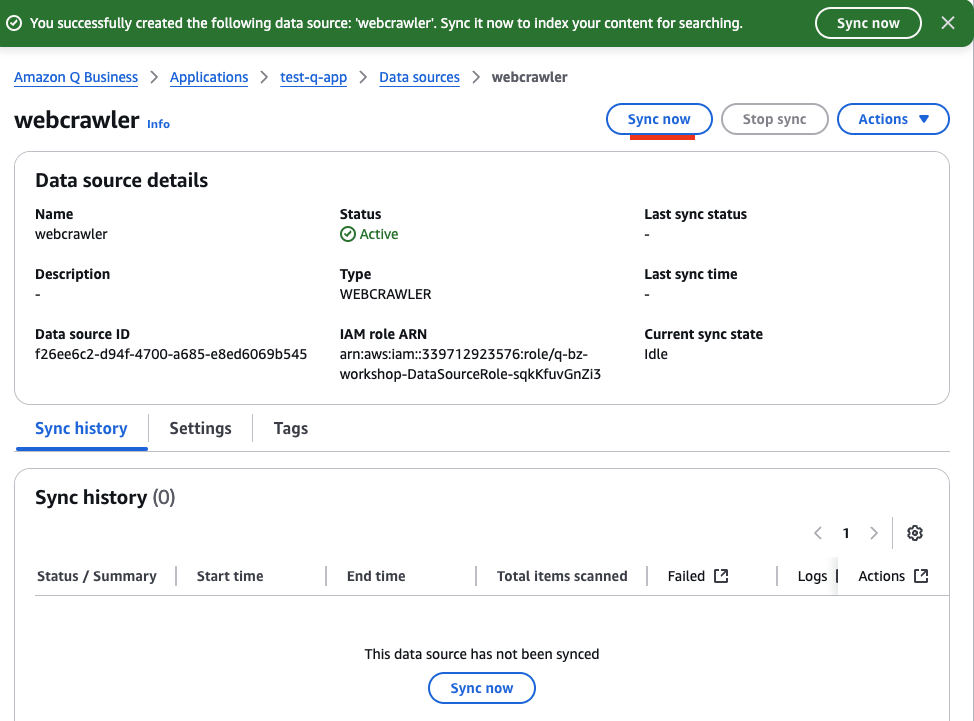 You successfully created the following data source: 'webcrawler'. Sync it now to index your content for searching.
Sync now
Amazon Q Business
Applications
test-q-app
Data sources
webcrawler
webcrawler
Info
Sync now
Stop sync
Actions
Data source details
Name
webcrawler
Status
Active
Last sync status
-
Description
-
Type
WEBCRAWLER
Last sync time
-
Data source ID
f26ee6c2-d94f-4700-a685-e8ed6069b545
IAM role ARN
arn:aws:iam::339712923576:role/q-bz-
workshop-DataSourceRole-sqkKfuvGnZi3
Current sync state
Idle
Sync history
Settings
Tags
Sync history (0)
1
Status / Summary
Start time
End time
Total items scanned
Failed
Logs
Actions
This data source has not been synced
Sync now